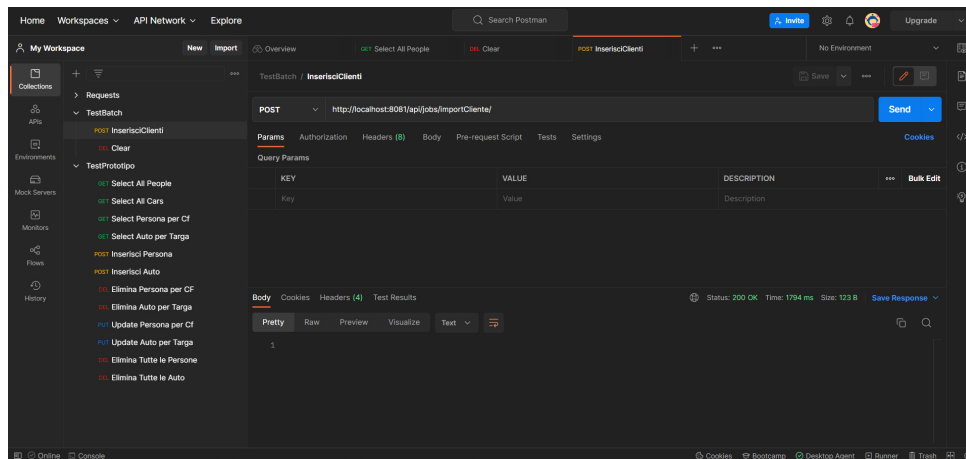 Home Workspaces API Network Explore Search Postman Invite Upgrade
My Workspace New Import Overview GET Select All People DEL Clear POST InserisciClienti No Environment
Collections
APIs
Environments
Mock Servers
Monitors
Flows
History
Requests
TestBatch
POST InserisciClienti
DEL Clear
TestPrototipo
GET Select All People
GET Select All Cars
GET Select Persona per Cf
GET Select Auto per Targa
POST Inserisci Persona
POST Inserisci Auto
DEL Elimina Persona per CF
DEL Elimina Auto per Targa
PUT Update Persona per Cf
PUT Update Auto per Targa
DEL Elimina Tutte le Persone
DEL Elimina Tutte le Auto
TestBatch / InserisciClienti Save
POST http://localhost:8081/api/jobs/importCliente/ Send
Params Authorization Headers (8) Body Pre-request Script Tests Settings Cookies
Query Params
KEY VALUE DESCRIPTION Bulk Edit
Key Value Description
Body Cookies Headers (4) Test Results Status: 200 OK Time: 1794 ms Size: 123 B Save Response
Pretty Raw Preview Visualize Text
1
Online Console Cookies Bootcamp Desktop Agent Runner Trash